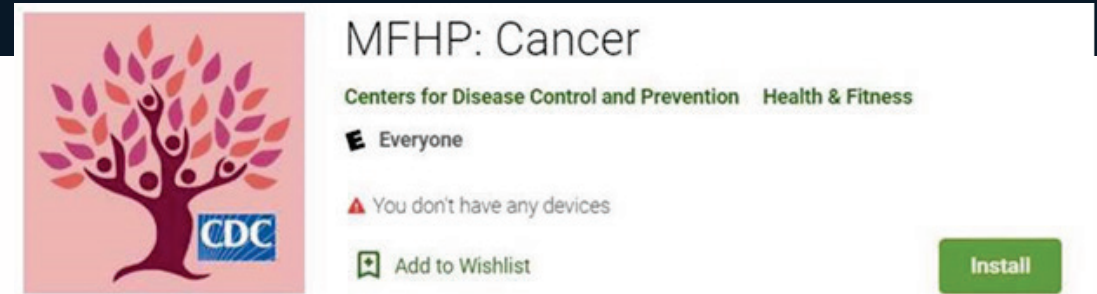 MFHP: Cancer
Centers for Disease Control and Prevention Health & Fitness
E Everyone
You don't have any devices
CDC
Add to Wishlist
Install